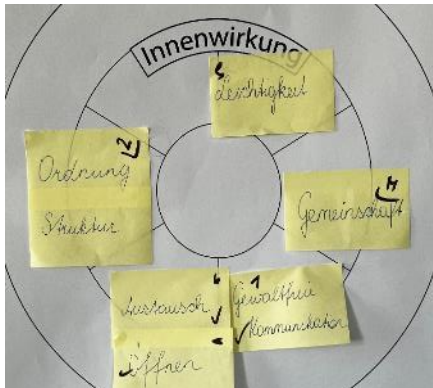 Innenwirkung
Leichtigkeit
Ordnung
Struktur
Gemeinschaft
Austausch
Öffnen
Gewaltfreie
Kommunikation